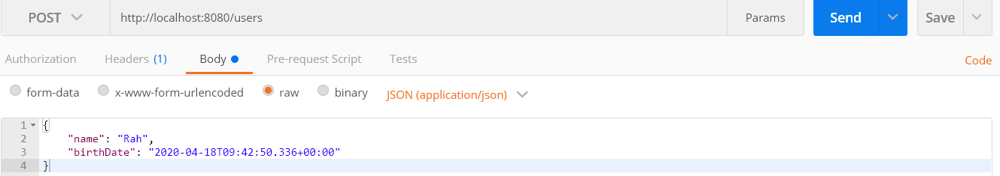 POST http://localhost:8080/users Params Send Save
Authorization Headers (1) Body Pre-request Script Tests Code
form-data x-www-form-urlencoded raw binary JSON (application/json)
1 {
2 "name": "Rah",
3 "birthDate": "2020-04-18T09:42:50.336+00:00"
4 }